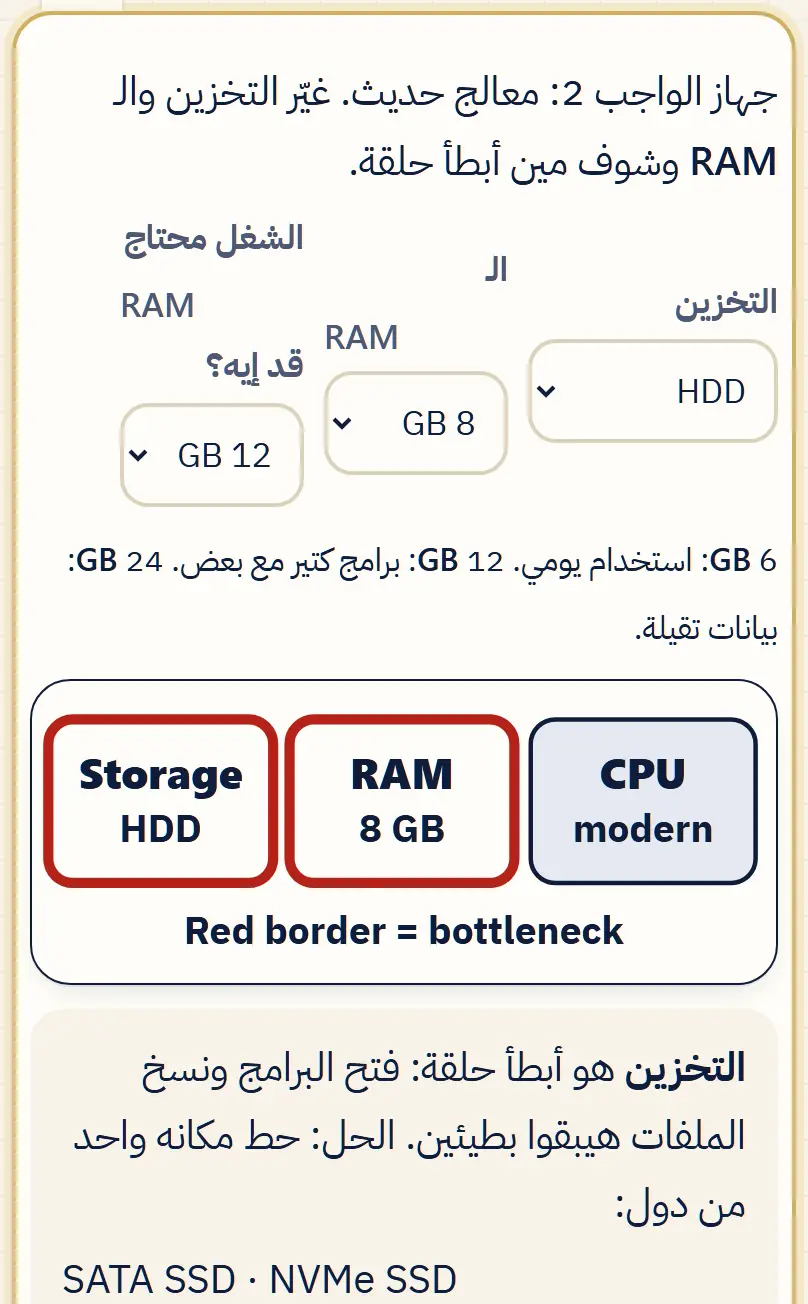 جهاز الواجب 2: معالج حديث. غيّر التخزين والـ
RAM وشوف مين أبطأ حلقة.
التخزين
HDD
الـ
RAM
8 GB
الشغل محتاج
RAM
قد إيه؟
12 GB
6 GB: استخدام يومي. 12 GB: برامج كتير مع بعض. 24 GB:
بيانات تقيلة.
Storage
HDD
RAM
8 GB
CPU
modern
Red border = bottleneck
التخزين هو أبطأ حلقة: فتح البرامج ونسخ
الملفات هيبقوا بطيئين. الحل: حط مكانه واحد
من دول:
SATA SSD · NVMe SSD